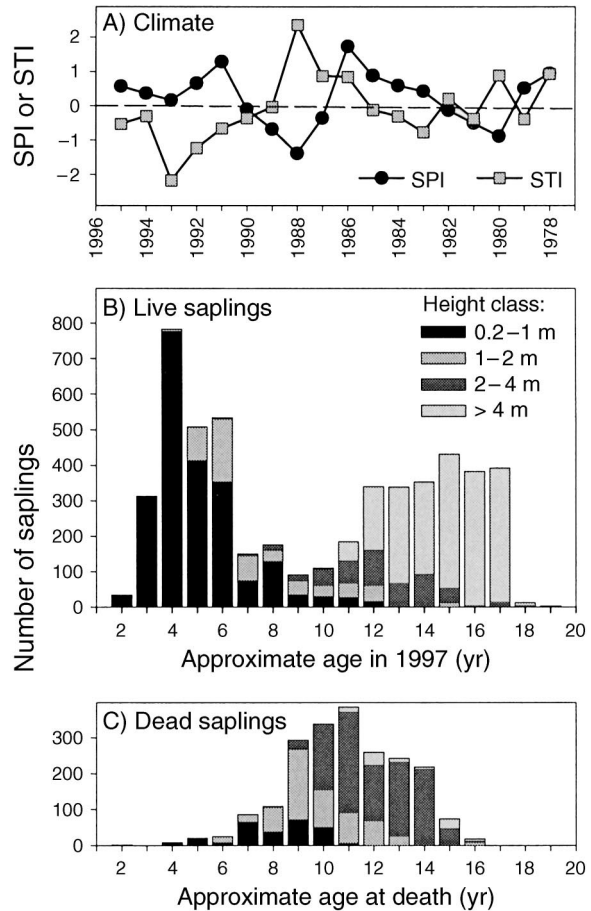 A) Climate
2
1
0
−1
−2
SPI or STI
SPI STI
1996 1994 1992 1990 1988 1986 1984 1982 1980 1978
B) Live saplings
Height class:
0.2–1 m
1–2 m
2–4 m
> 4 m
800
700
600
500
400
300
200
100
0
Number of saplings
2 4 6 8 10 12 14 16 18 20
Approximate age in 1997 (yr)
C) Dead saplings
300
200
100
0
2 4 6 8 10 12 14 16 18 20
Approximate age at death (yr)